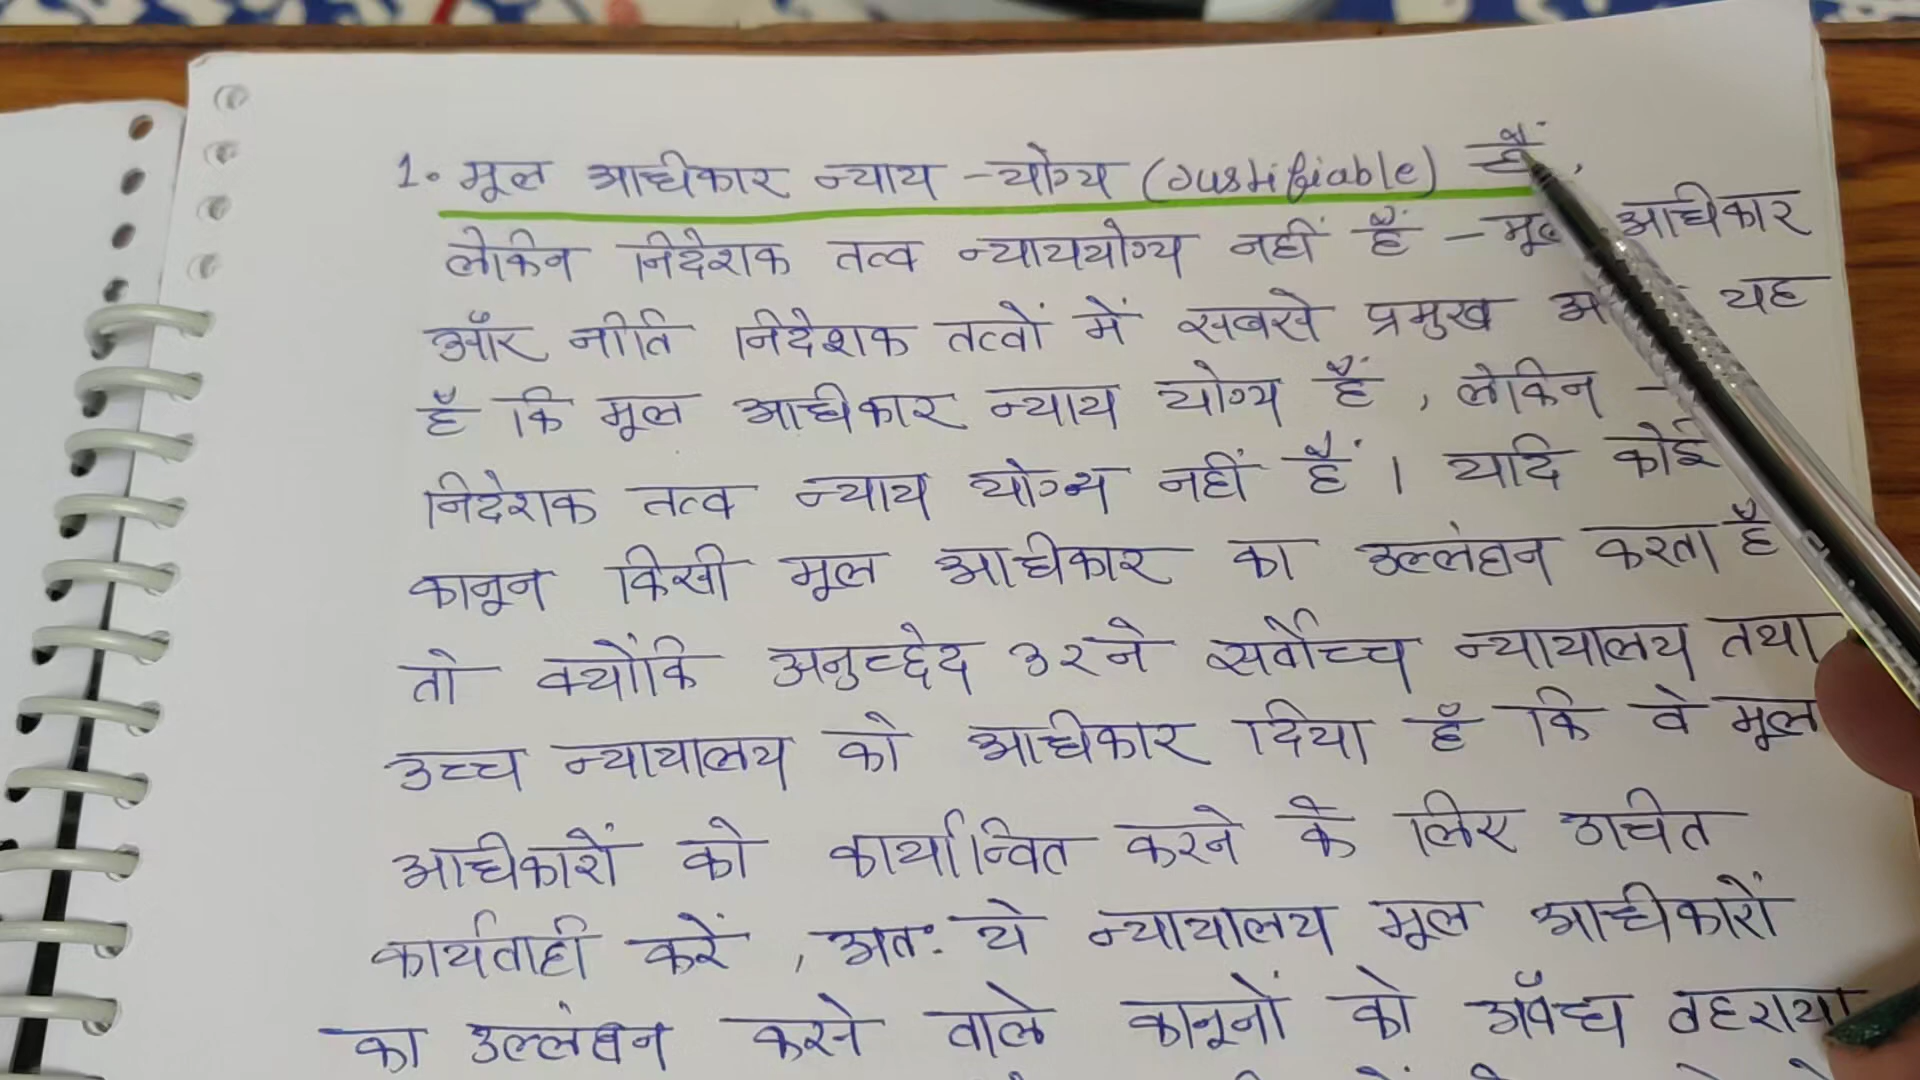 1. मूल अधिकार न्याय-योग्य (Justifiable) हैं,
लेकिन निदेशक तत्व न्याययोग्य नहीं हैं - मूल अधिकार
और नीति निदेशक तत्वों में सबसे प्रमुख यह
है कि मूल अधिकार न्याय योग्य हैं, लेकिन -
निदेशक तत्व न्याय योग्य नहीं हैं। यदि कोई
कानून किसी मूल अधिकार का उल्लंघन करता है
तो क्योंकि अनुच्छेद 32ने सर्वोच्च न्यायालय तथा
उच्च न्यायालय को अधिकार दिया है कि वे मूल
अधिकारों को कार्यान्वित करने के लिए उचित
कार्यवाही करें, अतः ये न्यायालय मूल अधिकारों
का उल्लंघन करने वाले कानूनों को अवैध ठहराया